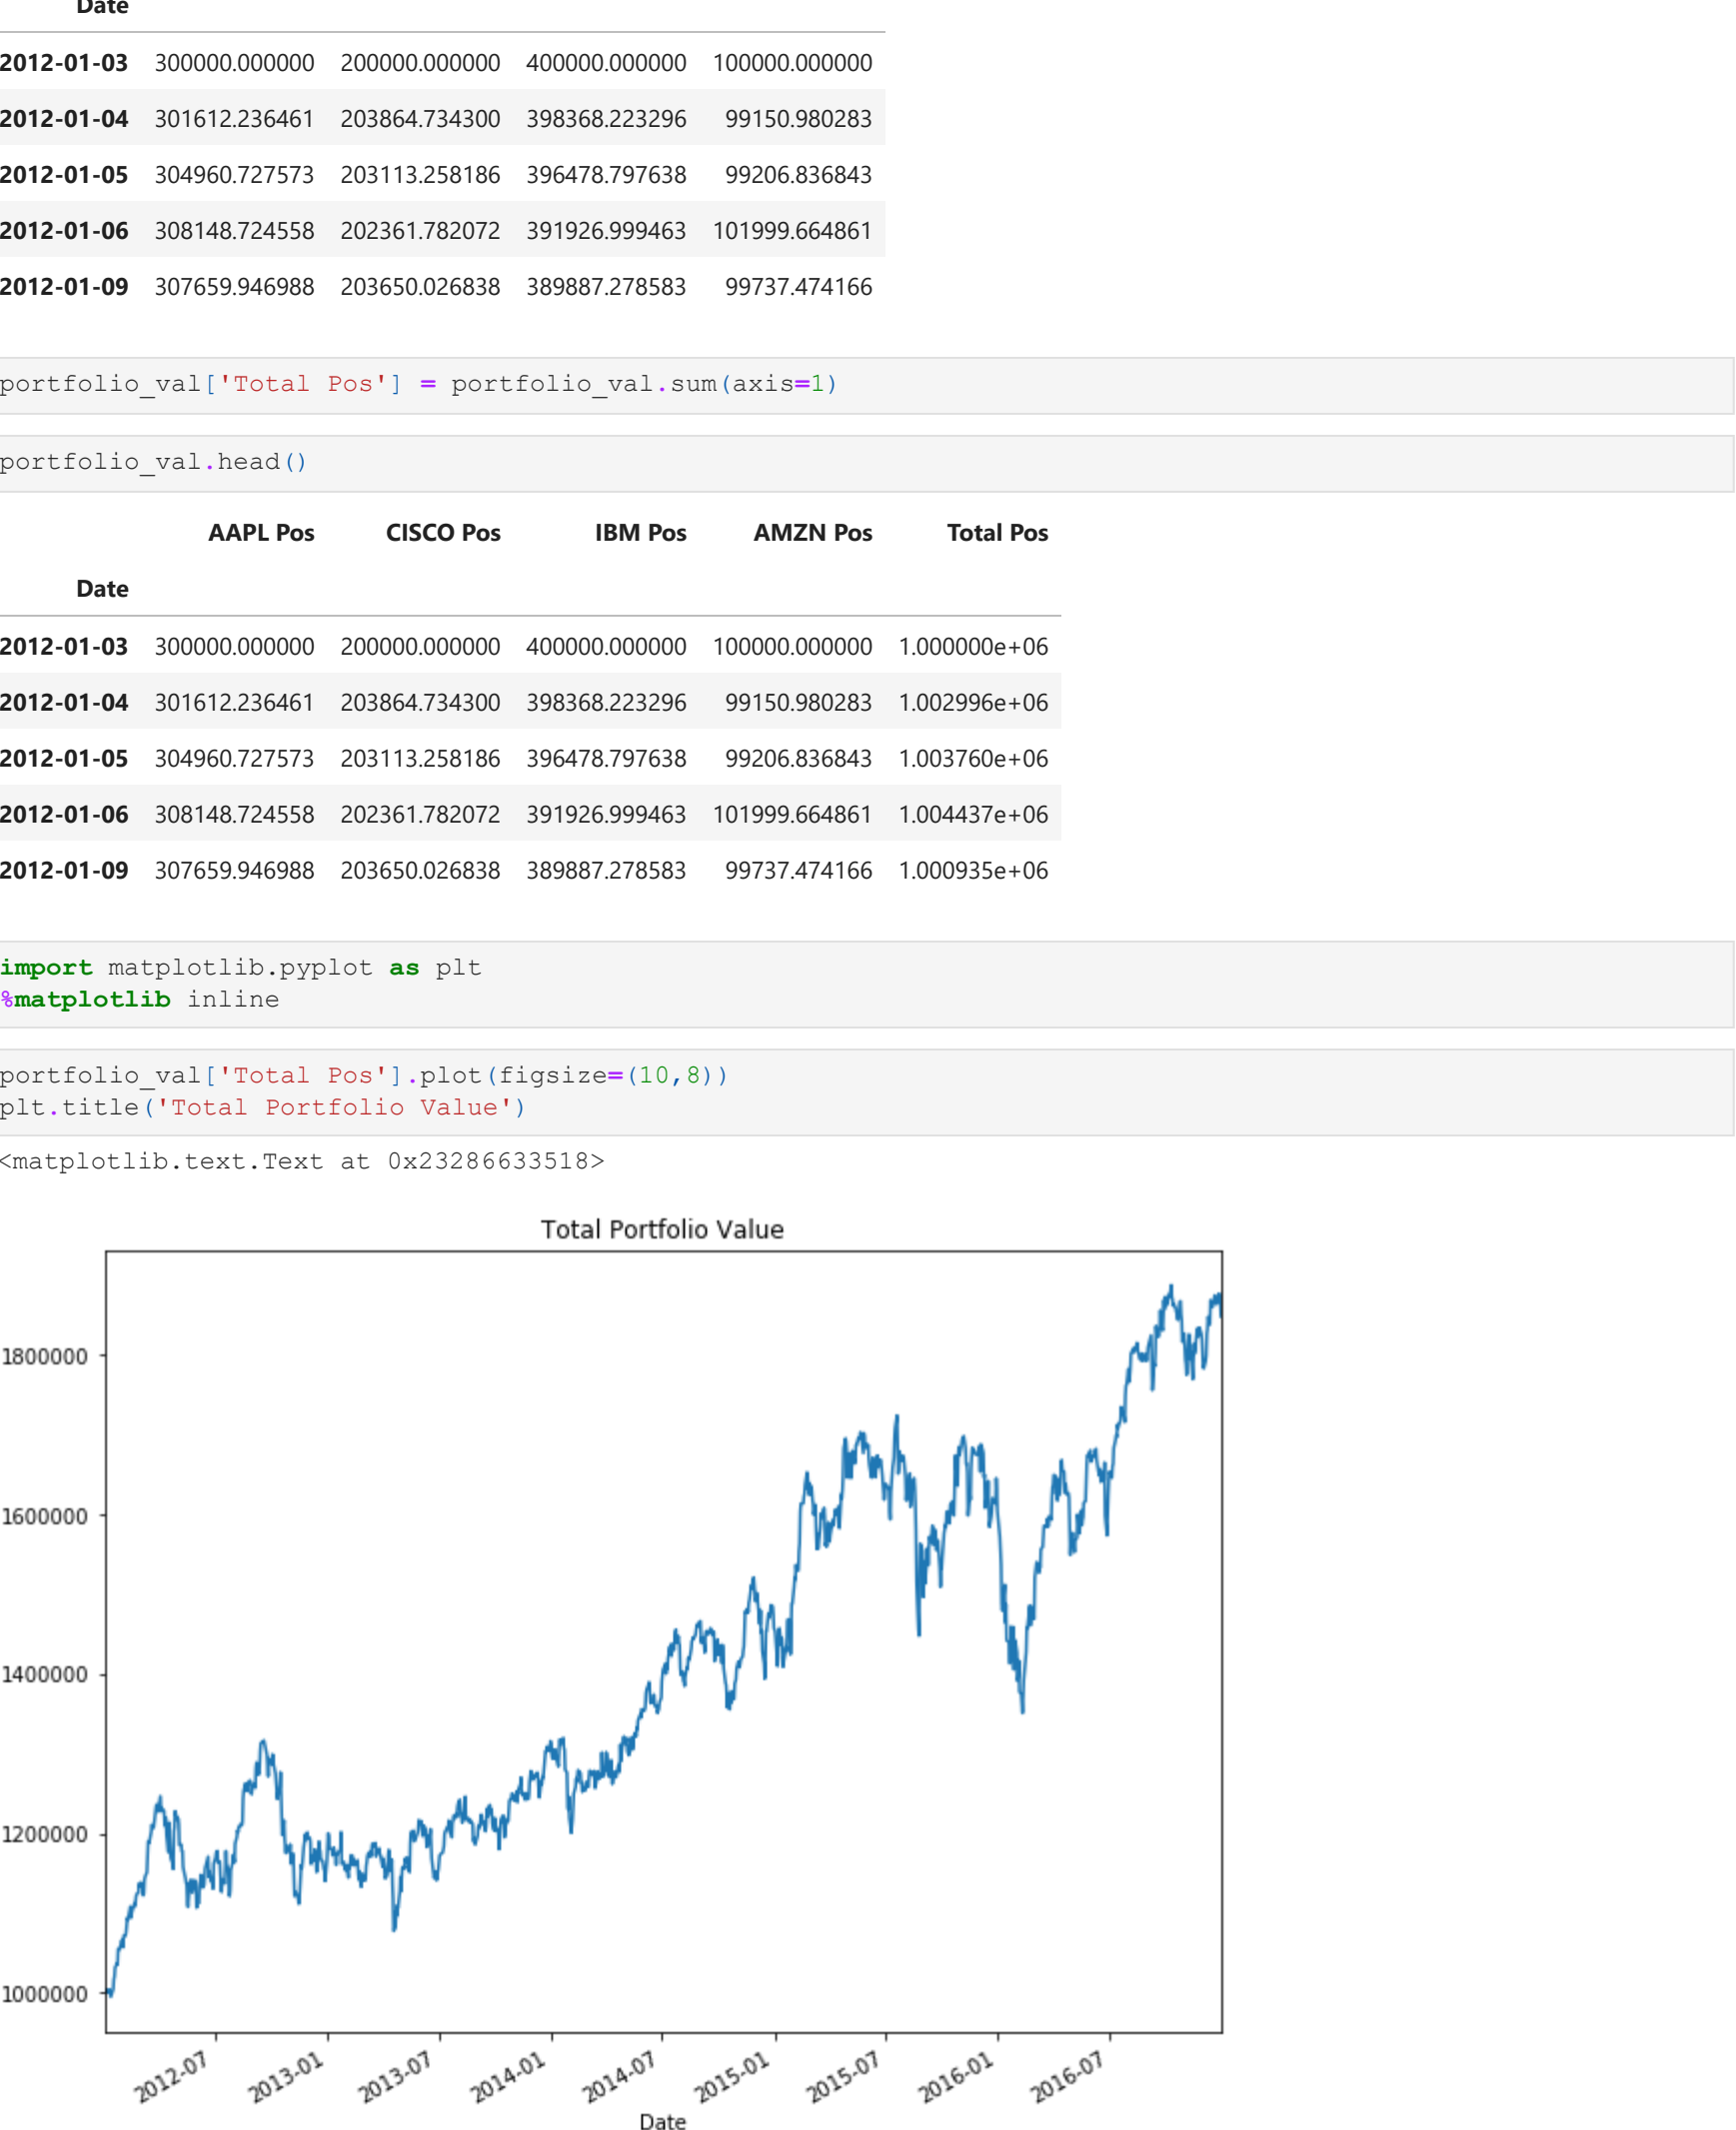 Date
2012-01-03 300000.000000 200000.000000 400000.000000 100000.000000
2012-01-04 301612.236461 203864.734300 398368.223296 99150.980283
2012-01-05 304960.727573 203113.258186 396478.797638 99206.836843
2012-01-06 308148.724558 202361.782072 391926.999463 101999.664861
2012-01-09 307659.946988 203650.026838 389887.278583 99737.474166
portfolio_val['Total Pos'] = portfolio_val.sum(axis=1)
portfolio_val.head()
AAPL Pos CISCO Pos IBM Pos AMZN Pos Total Pos
Date
2012-01-03 300000.000000 200000.000000 400000.000000 100000.000000 1.000000e+06
2012-01-04 301612.236461 203864.734300 398368.223296 99150.980283 1.002996e+06
2012-01-05 304960.727573 203113.258186 396478.797638 99206.836843 1.003760e+06
2012-01-06 308148.724558 202361.782072 391926.999463 101999.664861 1.004437e+06
2012-01-09 307659.946988 203650.026838 389887.278583 99737.474166 1.000935e+06
import matplotlib.pyplot as plt
%matplotlib inline
portfolio_val['Total Pos'].plot(figsize=(10,8))
plt.title('Total Portfolio Value')
<matplotlib.text.Text at 0x23286633518>
Total Portfolio Value
1800000
1600000
1400000
1200000
1000000
2012-07 2013-01 2013-07 2014-01 2014-07 2015-01 2015-07 2016-01 2016-07
Date